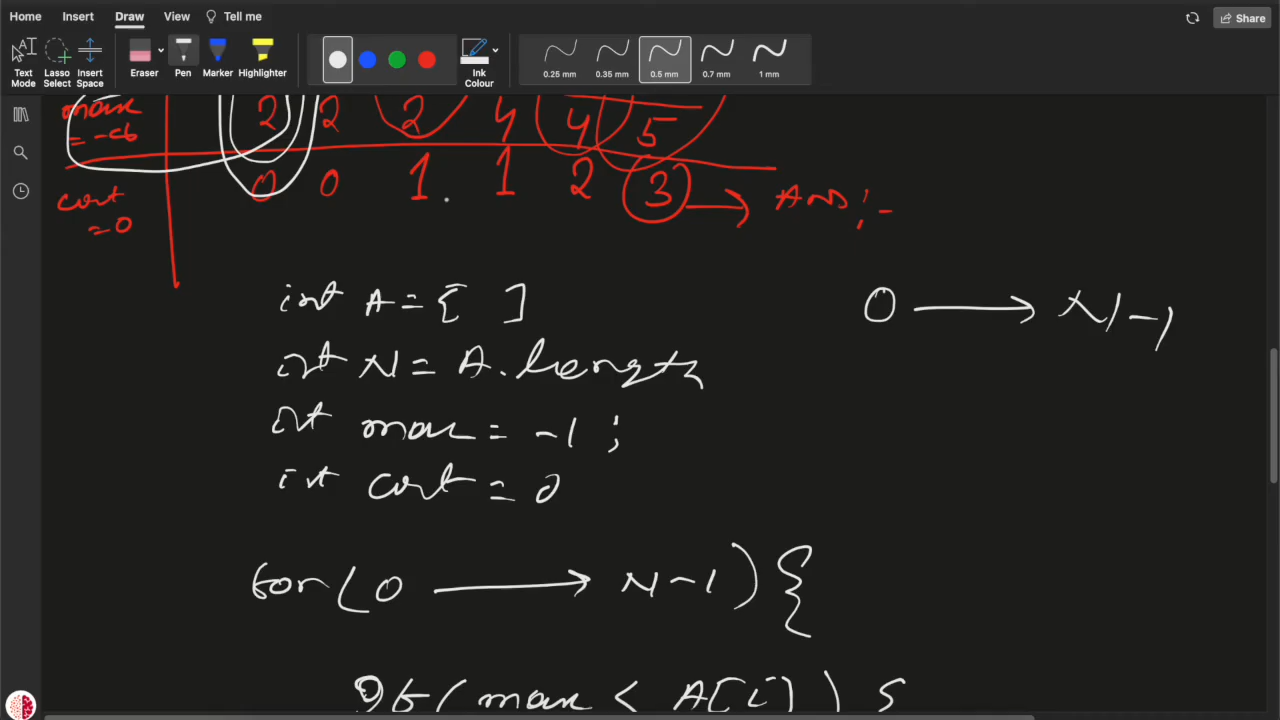 Home Insert Draw View Tell me Share
Text Mode Lasso Select Insert Space Eraser Pen Marker Highlighter Ink Colour 0.25 mm 0.35 mm 0.5 mm 0.7 mm 1 mm
max 2 2 2 4 4 5
= -∞
cout 0 0 1 1 2 3 → Ans :-
= 0
int A = [ ] 0 → N-1
int N = A.length
int max = -1 ;
int cout = 0
for( 0 → N-1 ) {
If ( max < A[i] ) {